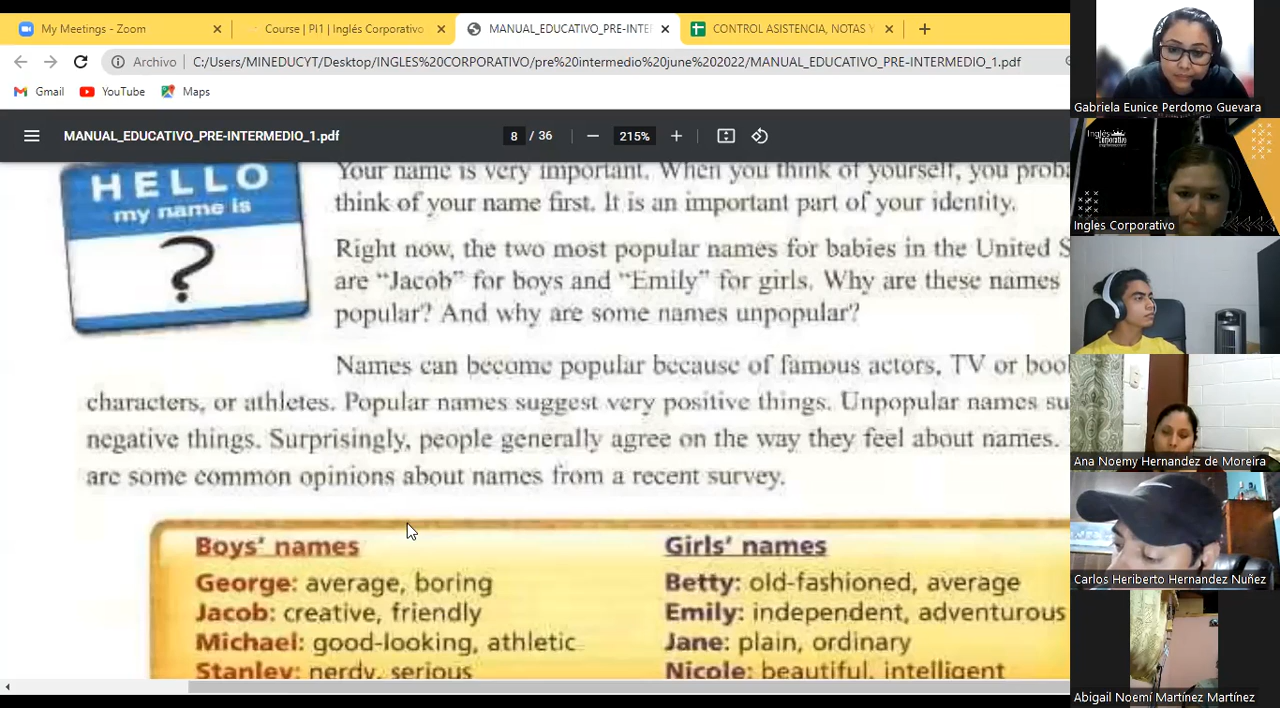 My Meetings - Zoom
Course | PI1 | Inglés Corporativo
MANUAL_EDUCATIVO_PRE-INTE
CONTROL ASISTENCIA, NOTAS Y
Archivo
C:/Users/MINEDUCYT/Desktop/INGLES%20CORPORATIVO/pre%20intermedio%20june%202022/MANUAL_EDUCATIVO_PRE-INTERMEDIO_1.pdf
Gmail
YouTube
Maps
MANUAL_EDUCATIVO_PRE-INTERMEDIO_1.pdf
8 / 36
215%
HELLO
my name is
?
Your name is very important. When you think of yourself, you prob
think of your name first. It is an important part of your identity.
Right now, the two most popular names for babies in the United S
are “Jacob” for boys and “Emily” for girls. Why are these names
popular? And why are some names unpopular?
Names can become popular because of famous actors, TV or boo
characters, or athletes. Popular names suggest very positive things. Unpopular names su
negative things. Surprisingly, people generally agree on the way they feel about names.
are some common opinions about names from a recent survey.
Boys’ names
George: average, boring
Jacob: creative, friendly
Michael: good-looking, athletic
Stanley: nerdy, serious
Girls’ names
Betty: old-fashioned, average
Emily: independent, adventurous
Jane: plain, ordinary
Nicole: beautiful, intelligent
Gabriela Eunice Perdomo Guevara
Inglés
Corporativo
Ingles Corporativo
Ana Noemy Hernandez de Moreira
Carlos Heriberto Hernandez Nuñez
Abigail Noemí Martínez Martínez